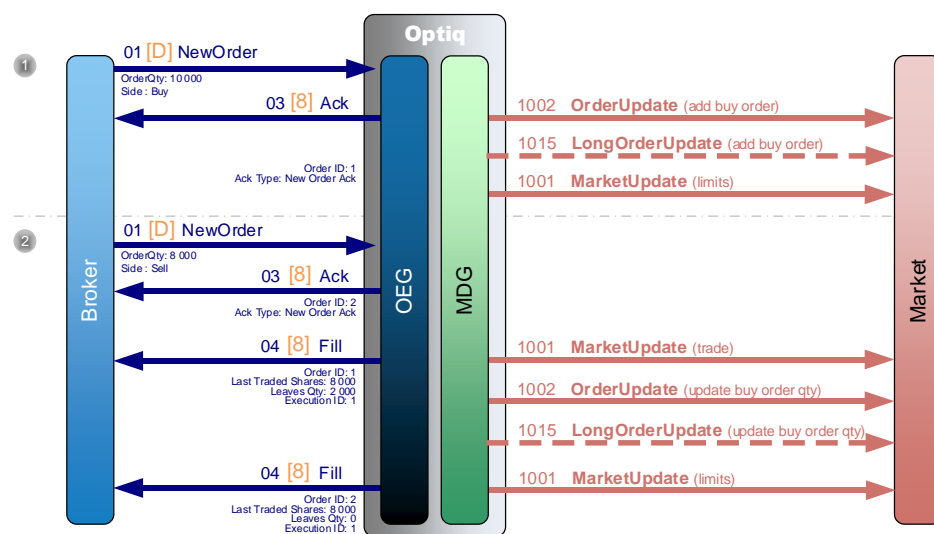 Optiq
1
01 [D] NewOrder
OrderQty: 10 000
Side : Buy
03 [8] Ack
1002 OrderUpdate (add buy order)
1015 LongOrderUpdate (add buy order)
Order ID: 1
Ack Type: New Order Ack
1001 MarketUpdate (limits)
2
01 [D] NewOrder
OrderQty: 8 000
Side : Sell
03 [8] Ack
Order ID: 2
Ack Type: New Order Ack
Broker
OEG
MDG
Market
04 [8] Fill
1001 MarketUpdate (trade)
Order ID: 1
Last Traded Shares: 8 000
Leaves Qty: 2 000
Execution ID: 1
1002 OrderUpdate (update buy order qty)
1015 LongOrderUpdate (update buy order qty)
04 [8] Fill
1001 MarketUpdate (limits)
Order ID: 2
Last Traded Shares: 8 000
Leaves Qty: 0
Execution ID: 1